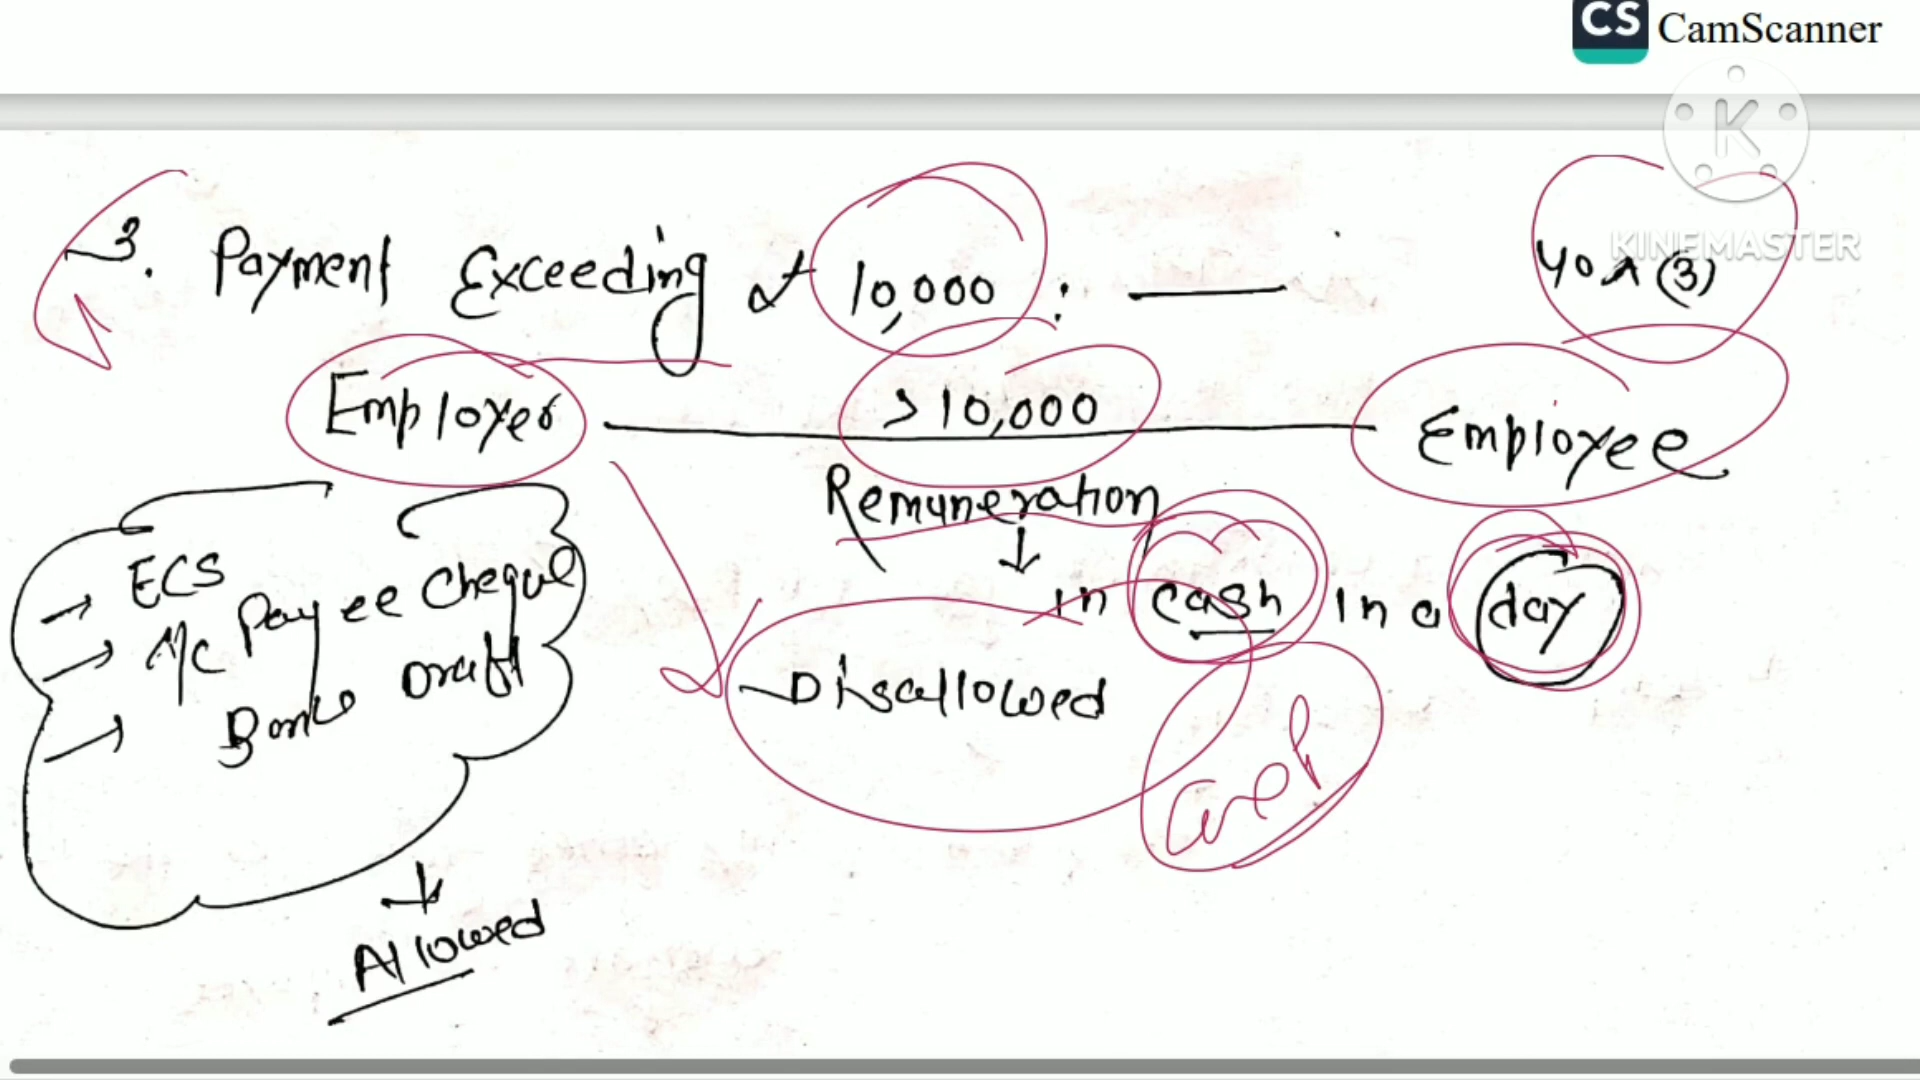 CS CamScanner
K
KINEMASTER
3. Payment Exceeding ₹ 10,000 : 40A(3)
Employer >10,000 Employee
Remuneration
↓
in cash in a day
Disallowed
→ ECS
→ A/C Payee Cheque
→ Bank Draft
↓
Allowed